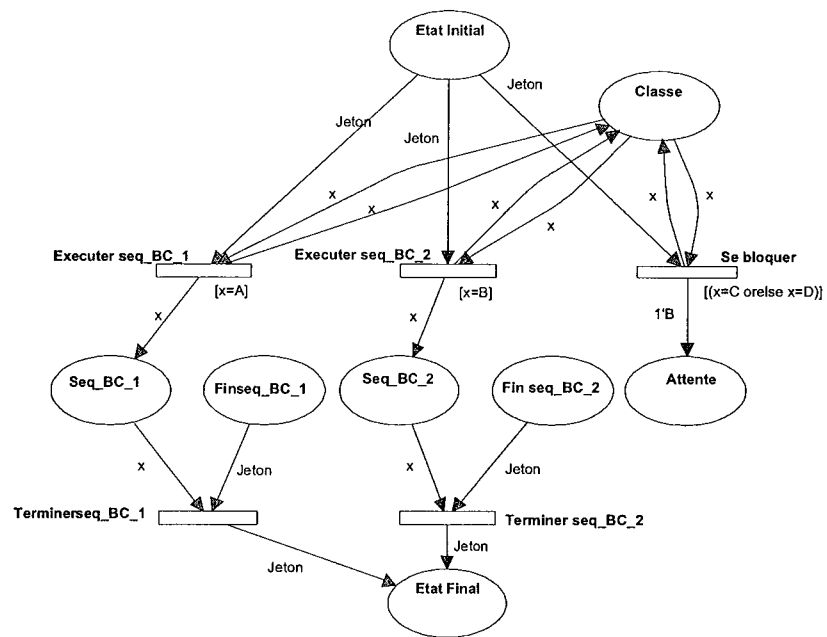 Etat Initial
Classe
Jeton
Jeton
Jeton
x
x
x
x
x
x
Executer seq_BC_1
Executer seq_BC_2
Se bloquer
[x=A]
[x=B]
[(x=C orelse x=D)]
x
x
1'B
Seq_BC_1
Finseq_BC_1
Seq_BC_2
Fin seq_BC_2
Attente
x
Jeton
x
Jeton
Terminerseq_BC_1
Terminer seq_BC_2
Jeton
Jeton
Etat Final